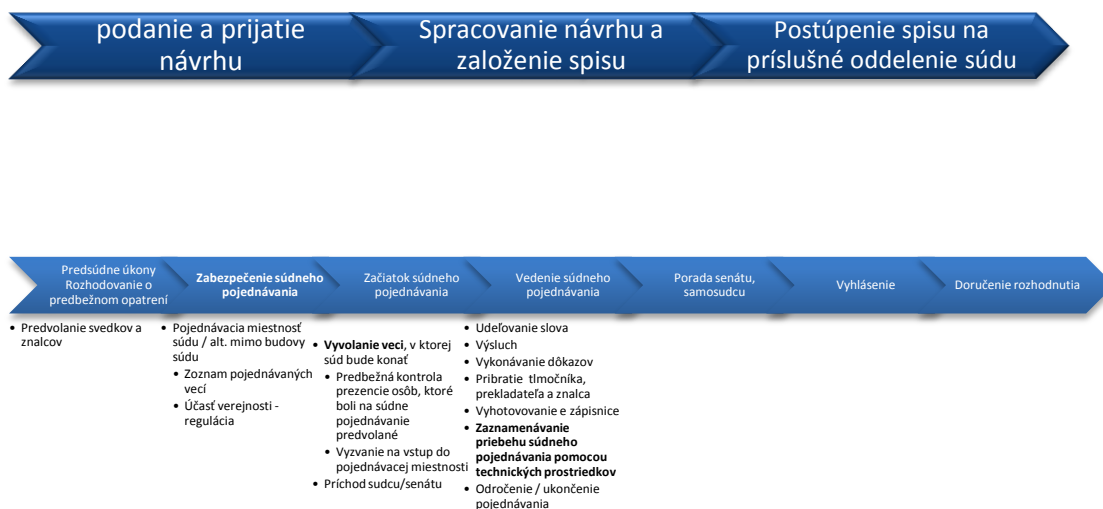 podanie a prijatie
návrhu
Spracovanie návrhu a
založenie spisu
Postúpenie spisu na
príslušné oddelenie súdu
Predsúdne úkony
Rozhodovanie o
predbežnom opatrení
Zabezpečenie súdneho
pojednávania
Začiatok súdneho
pojednávania
Vedenie súdneho
pojednávania
Porada senátu,
samosudcu
Vyhlásenie
Doručenie rozhodnutia
• Predvolanie svedkov a
znalcov
• Pojednávacia miestnosť
súdu / alt. mimo budovy
súdu
• Zoznam pojednávaných
vecí
• Účasť verejnosti -
regulácia
• Vyvolanie veci, v ktorej
súd bude konať
• Predbežná kontrola
prezencie osôb, ktoré
boli na súdne
pojednávanie
predvolané
• Vyzvanie na vstup do
pojednávacej miestnosti
• Príchod sudcu/senátu
• Udeľovanie slova
• Výsluch
• Vykonávanie dôkazov
• Pribratie tlmočníka,
prekladateľa a znalca
• Vyhotovovanie e zápisnice
• Zaznamenávanie
priebehu súdneho
pojednávania pomocou
technických prostriedkov
• Odročenie / ukončenie
pojednávania